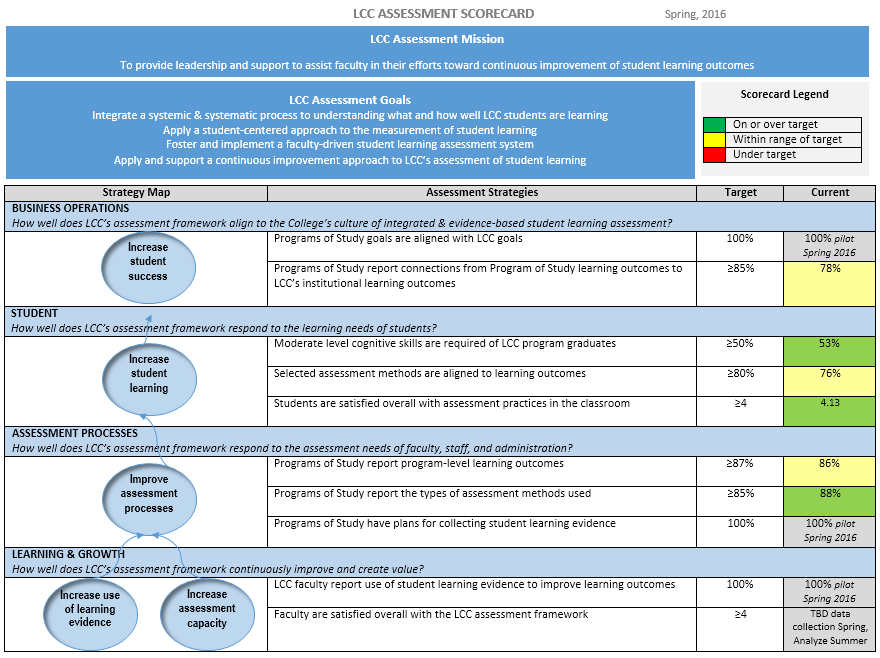 LCC ASSESSMENT SCORECARD Spring, 2016
LCC Assessment Mission
To provide leadership and support to assist faculty in their efforts toward continuous improvement of student learning outcomes
LCC Assessment Goals
Integrate a systemic & systematic process to understanding what and how well LCC students are learning
Apply a student-centered approach to the measurement of student learning
Foster and implement a faculty-driven student learning assessment system
Apply and support a continuous improvement approach to LCC's assessment of student learning
Scorecard Legend
On or over target
Within range of target
Under target
Strategy Map Assessment Strategies Target Current
BUSINESS OPERATIONS
How well does LCC's assessment framework align to the College's culture of integrated & evidence-based student learning assessment?
Increase
student
success
Programs of Study goals are aligned with LCC goals 100% 100% pilot
Spring 2016
Programs of Study report connections from Program of Study learning outcomes to ≥85% 78%
LCC's institutional learning outcomes
STUDENT
How well does LCC's assessment framework respond to the learning needs of students?
Increase
student
learning
Moderate level cognitive skills are required of LCC program graduates ≥50% 53%
Selected assessment methods are aligned to learning outcomes ≥80% 76%
Students are satisfied overall with assessment practices in the classroom ≥4 4.13
ASSESSMENT PROCESSES
How well does LCC's assessment framework respond to the assessment needs of faculty, staff, and administration?
Improve
assessment
processes
Programs of Study report program-level learning outcomes ≥87% 86%
Programs of Study report the types of assessment methods used ≥85% 88%
Programs of Study have plans for collecting student learning evidence 100% 100% pilot
Spring 2016
LEARNING & GROWTH
How well does LCC's assessment framework continuously improve and create value?
Increase use
of learning
evidence
Increase
assessment
capacity
LCC faculty report use of student learning evidence to improve learning outcomes 100% 100% pilot
Spring 2016
Faculty are satisfied overall with the LCC assessment framework ≥4 TBD data
collection Spring,
Analyze Summer